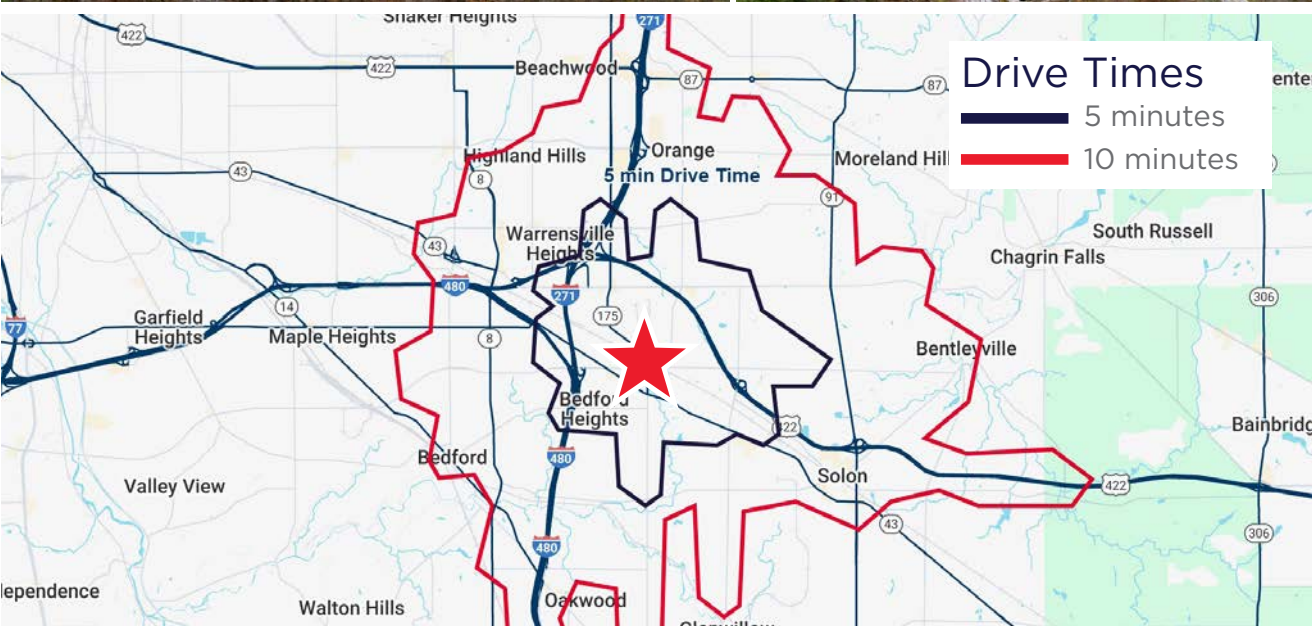 Shaker Heights
271
422
422
Beachwood
87
87
Drive Times
5 minutes
10 minutes
Highland Hills
Orange
Moreland Hill
43
8
5 min Drive Time
91
Warrensville
Heights
43
South Russell
Chagrin Falls
480
271
306
14
175
77
Garfield
Heights
Maple Heights
8
Bentleyville
Bedford
Heights
422
Bainbridg
Bedford
480
Solon
Valley View
422
43
306
480
ependence
Walton Hills
Oakwood
Glenwillow